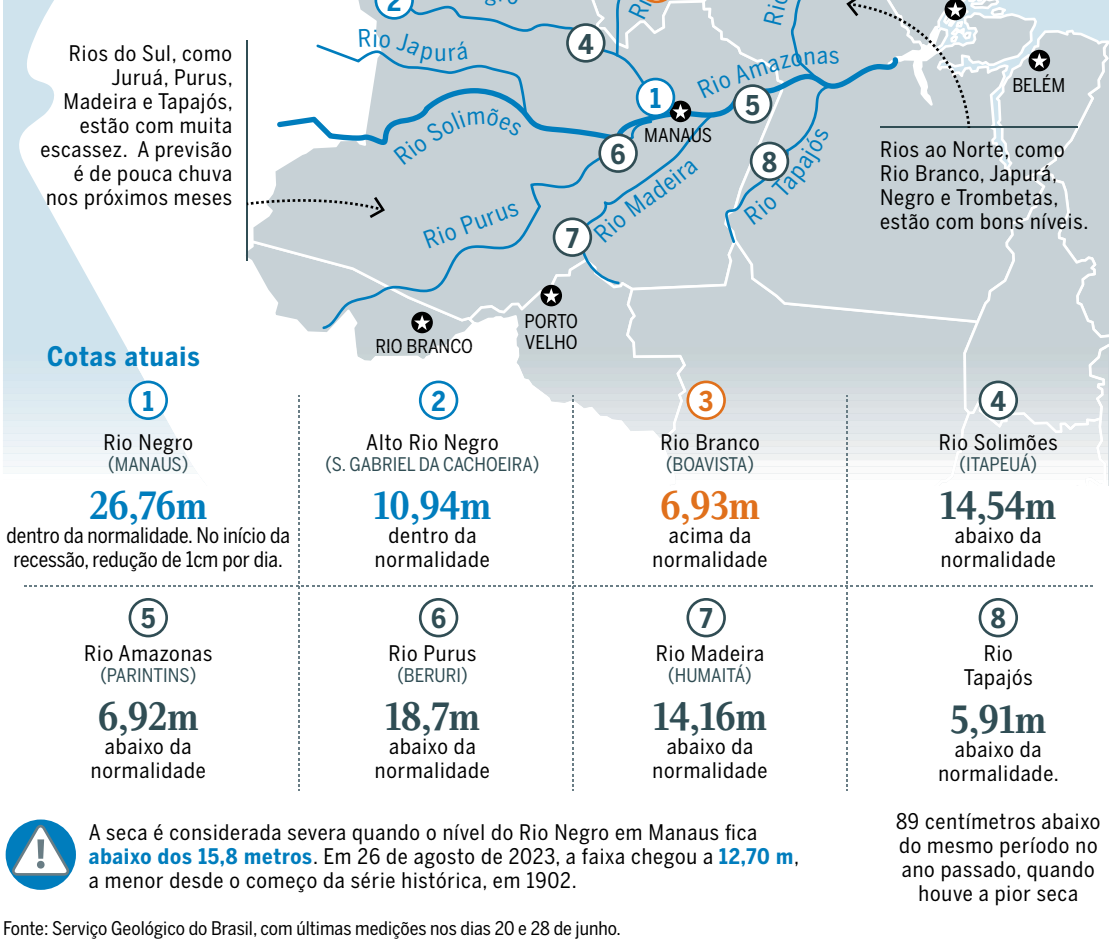 2
Ri
Rio
4
Rio Japurá
Rios do Sul, como
Juruá, Purus,
Madeira e Tapajós,
estão com muita
escassez. A previsão
é de pouca chuva
nos próximos meses
Rio Solimões
1
MANAUS
Rio Amazonas
5
BELÉM
6
8
Rio Tapajós
Rios ao Norte, como
Rio Branco, Japurá,
Negro e Trombetas,
estão com bons níveis.
Rio Purus
7
Rio Madeira
RIO BRANCO
PORTO
VELHO
Cotas atuais
1
Rio Negro
(MANAUS)
26,76m
dentro da normalidade. No início da
recessão, redução de 1cm por dia.
2
Alto Rio Negro
(S. GABRIEL DA CACHOEIRA)
10,94m
dentro da
normalidade
3
Rio Branco
(BOAVISTA)
6,93m
acima da
normalidade
4
Rio Solimões
(ITAPEUÁ)
14,54m
abaixo da
normalidade
5
Rio Amazonas
(PARINTINS)
6,92m
abaixo da
normalidade
6
Rio Purus
(BERURI)
18,7m
abaixo da
normalidade
7
Rio Madeira
(HUMAITÁ)
14,16m
abaixo da
normalidade
8
Rio
Tapajós
5,91m
abaixo da
normalidade.
89 centímetros abaixo
do mesmo período no
ano passado, quando
houve a pior seca
A seca é considerada severa quando o nível do Rio Negro em Manaus fica
abaixo dos 15,8 metros. Em 26 de agosto de 2023, a faixa chegou a 12,70 m,
a menor desde o começo da série histórica, em 1902.
Fonte: Serviço Geológico do Brasil, com últimas medições nos dias 20 e 28 de junho.